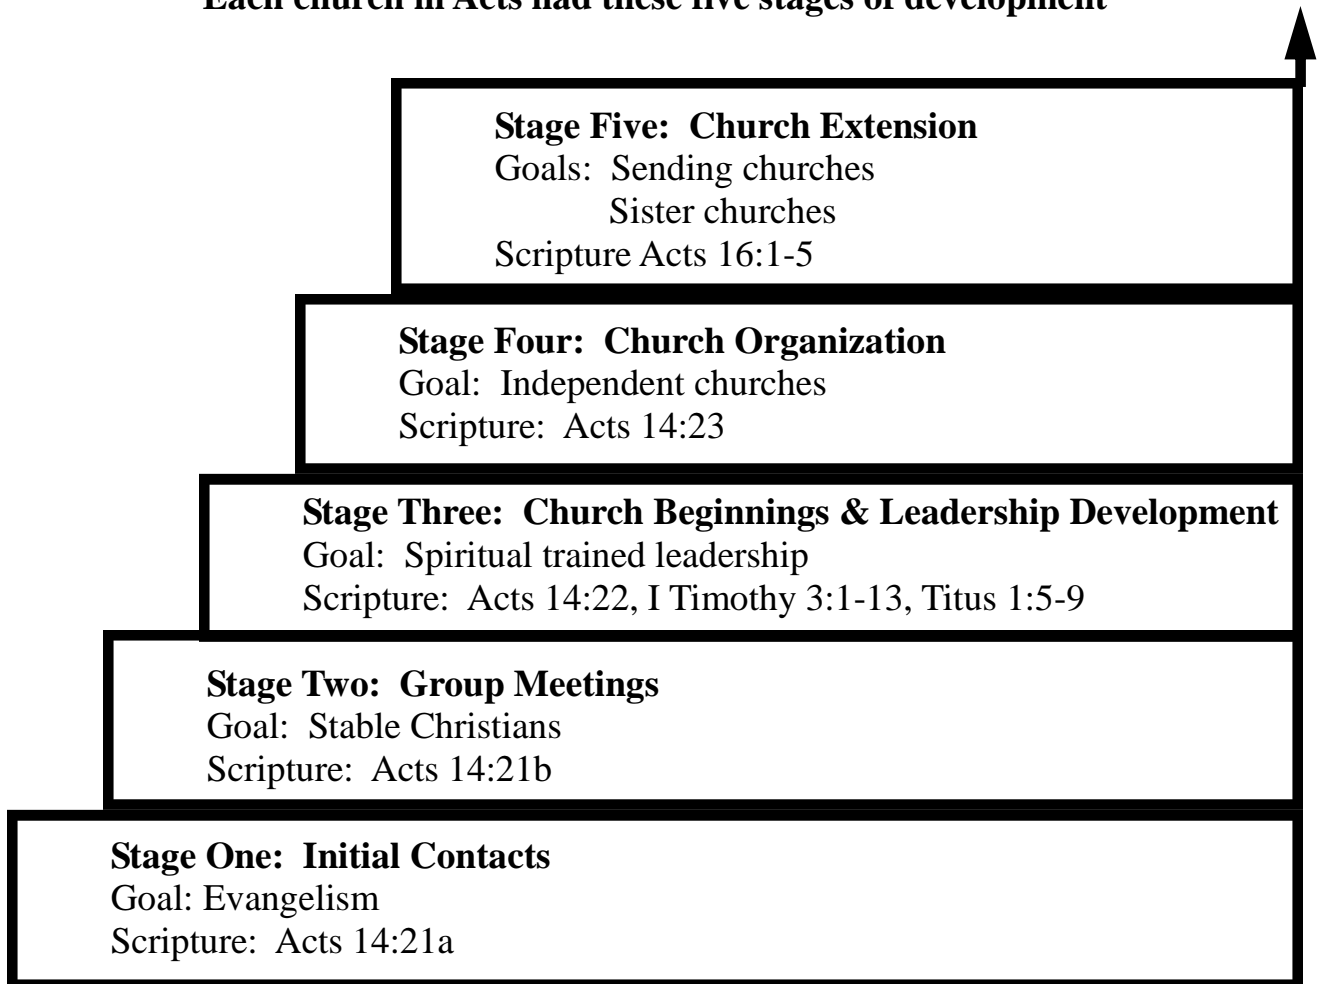 Each church in Acts had these five stages of development
Stage Five:  Church Extension
Goals:  Sending churches
Sister churches
Scripture Acts 16:1-5
Stage Four:  Church Organization
Goal:  Independent churches
Scripture:  Acts 14:23
Stage Three:  Church Beginnings & Leadership Development
Goal:  Spiritual trained leadership
Scripture:  Acts 14:22, I Timothy 3:1-13, Titus 1:5-9
Stage Two:  Group Meetings
Goal:  Stable Christians
Scripture:  Acts 14:21b
Stage One:  Initial Contacts
Goal: Evangelism
Scripture:  Acts 14:21a